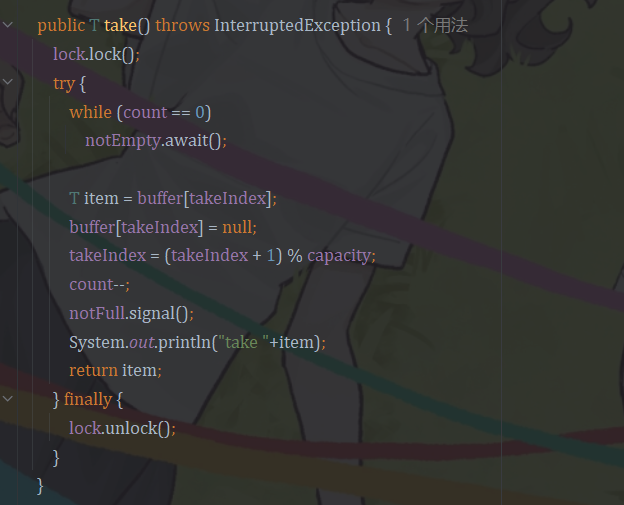 public T take() throws InterruptedException { 1 个用法
lock.lock();
try {
while (count == 0)
notEmpty.await();
T item = buffer[takeIndex];
buffer[takeIndex] = null;
takeIndex = (takeIndex + 1) % capacity;
count--;
notFull.signal();
System.out.println("take "+item);
return item;
} finally {
lock.unlock();
}
}